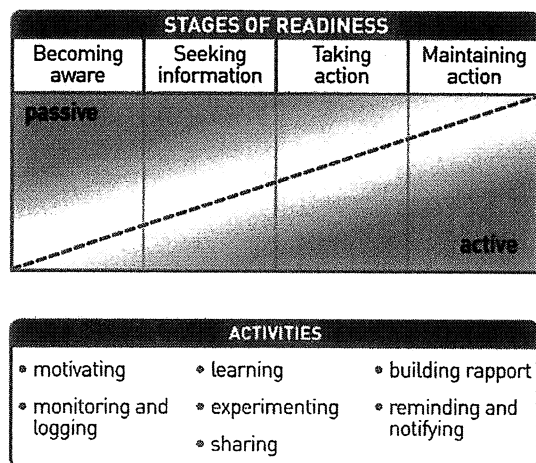 STAGES OF READINESS
Becoming aware
Seeking information
Taking action
Maintaining action
passive
active
ACTIVITIES
• motivating
• monitoring and logging
• learning
• experimenting
• sharing
• building rapport
• reminding and notifying